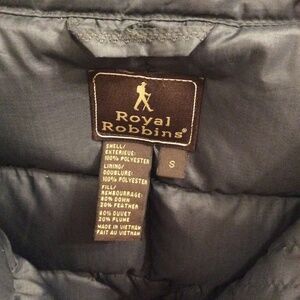 Royal
Robbins®
S
SHELL/
EXTERIEUR:
100% POLYESTER
LINING/
DOUBLURE:
100% POLYESTER
FILL/
REMBOURRAGE:
80% DOWN
20% FEATHER
80% DUVET
20% PLUME
MADE IN VIETNAM
FAIT AU VIETNAM